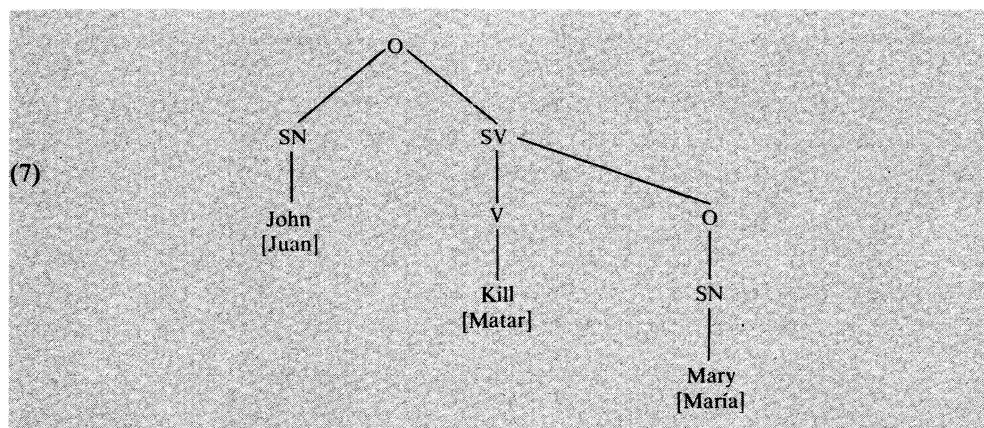 O
SN SV
(7)
John
[Juan]
V O
Kill
[Matar]
SN
Mary
[María]